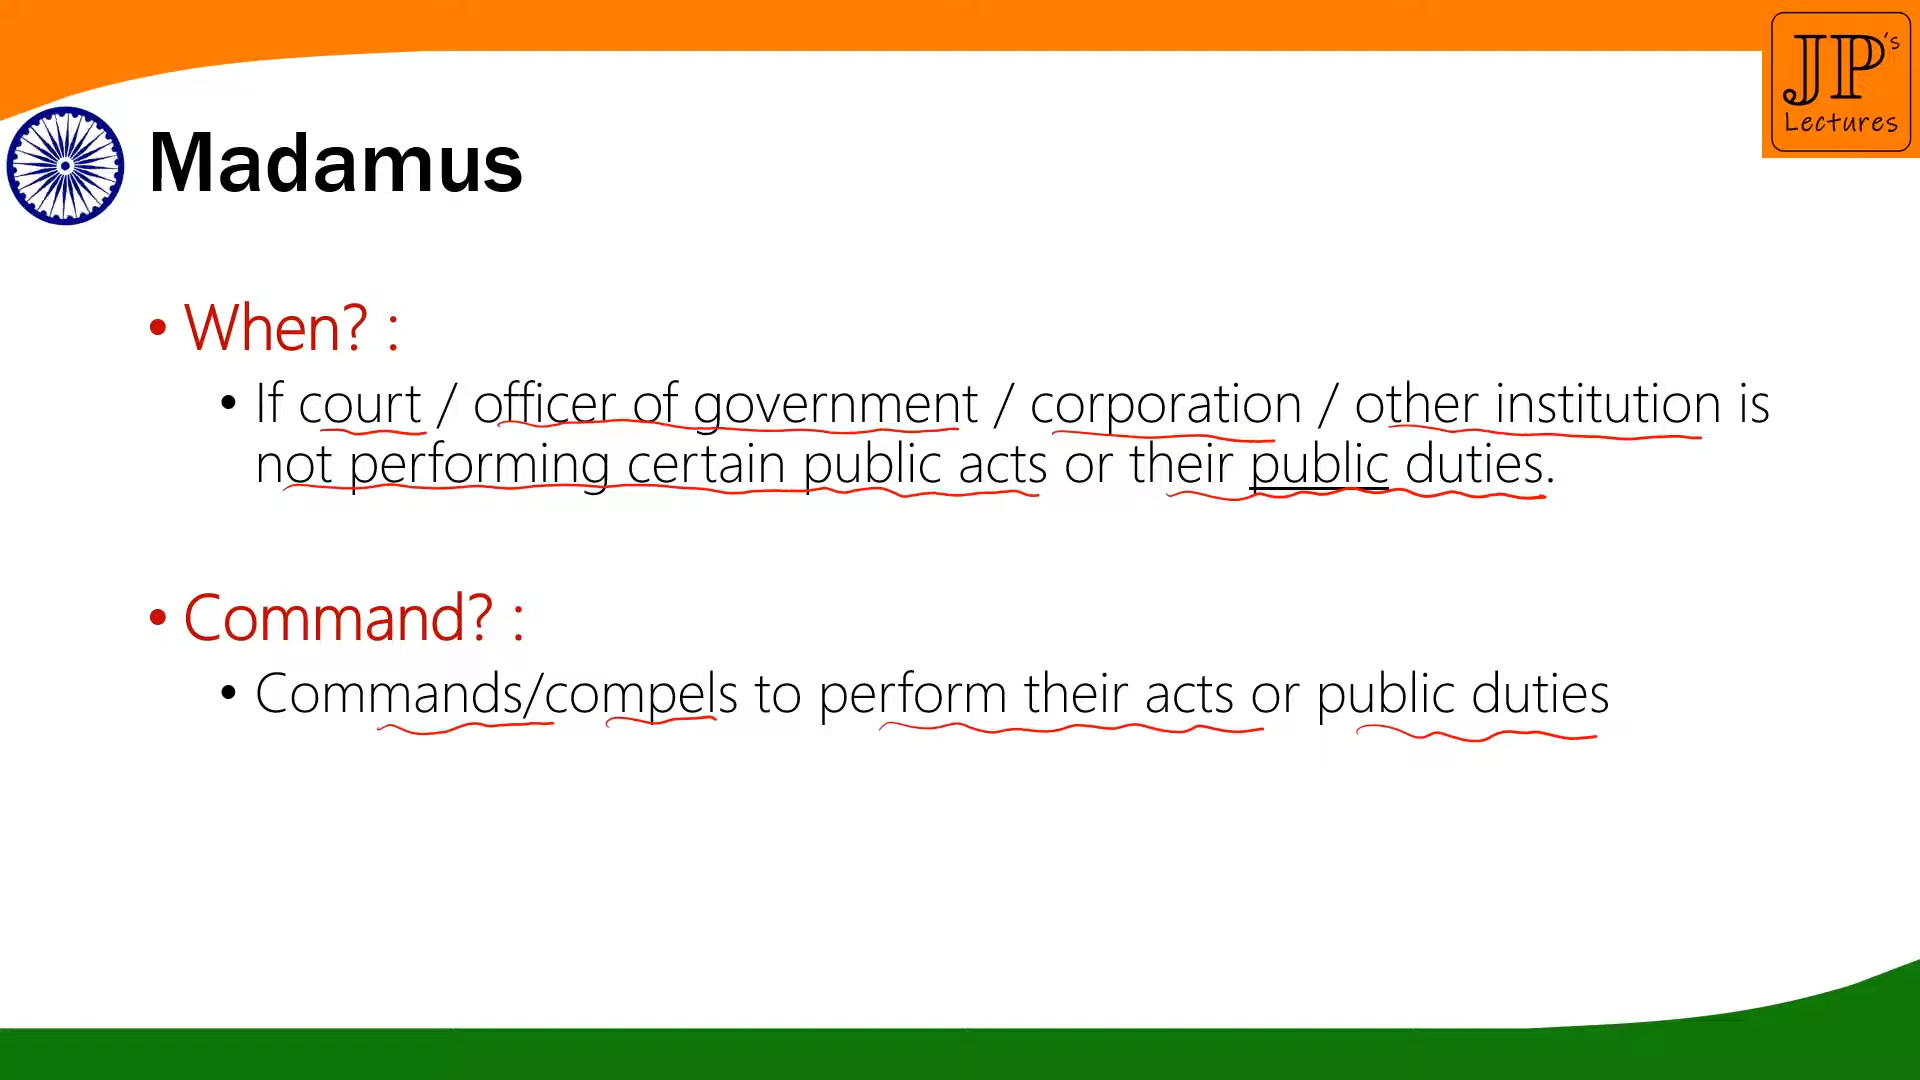 JP's
Lectures
Madamus
• When? :
• If court / officer of government / corporation / other institution is
not performing certain public acts or their public duties.
• Command? :
• Commands/compels to perform their acts or public duties